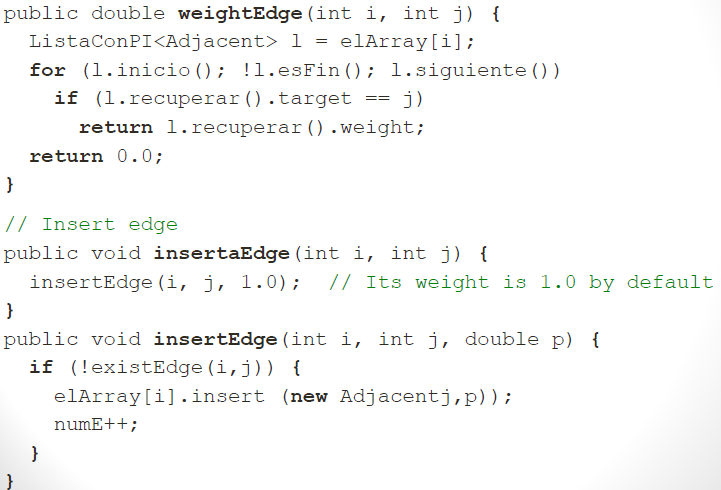 public double weightEdge(int i, int j) {
  ListaConPI<Adjacent> l = elArray[i];
  for (l.inicio(); !l.esFin(); l.siguiente())
    if (l.recuperar().target == j)
      return l.recuperar().weight;
  return 0.0;
}
// Insert edge
public void insertaEdge(int i, int j) {
  insertEdge(i, j, 1.0);  // Its weight is 1.0 by default
}
public void insertEdge(int i, int j, double p) {
  if (!existEdge(i,j)) {
    elArray[i].insert (new Adjacentj,p));
    numE++;
  }
}